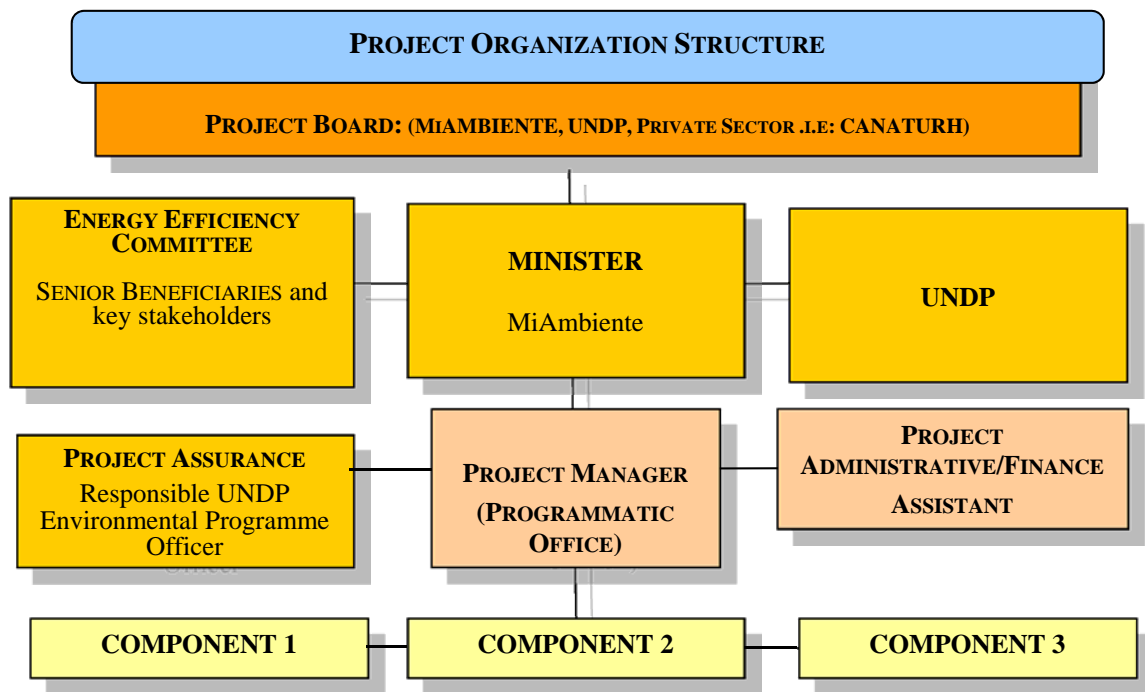 PROJECT ORGANIZATION STRUCTURE
PROJECT BOARD: (MIAMBIENTE, UNDP, PRIVATE SECTOR .I.E: CANATURH)
ENERGY EFFICIENCY
COMMITTEE
SENIOR BENEFICIARIES and
key stakeholders
MINISTER
MiAmbiente
UNDP
PROJECT ASSURANCE
Responsible UNDP
Environmental Programme
Officer
PROJECT MANAGER
(PROGRAMMATIC
OFFICE)
PROJECT
ADMINISTRATIVE/FINANCE
ASSISTANT
COMPONENT 1
COMPONENT 2
COMPONENT 3